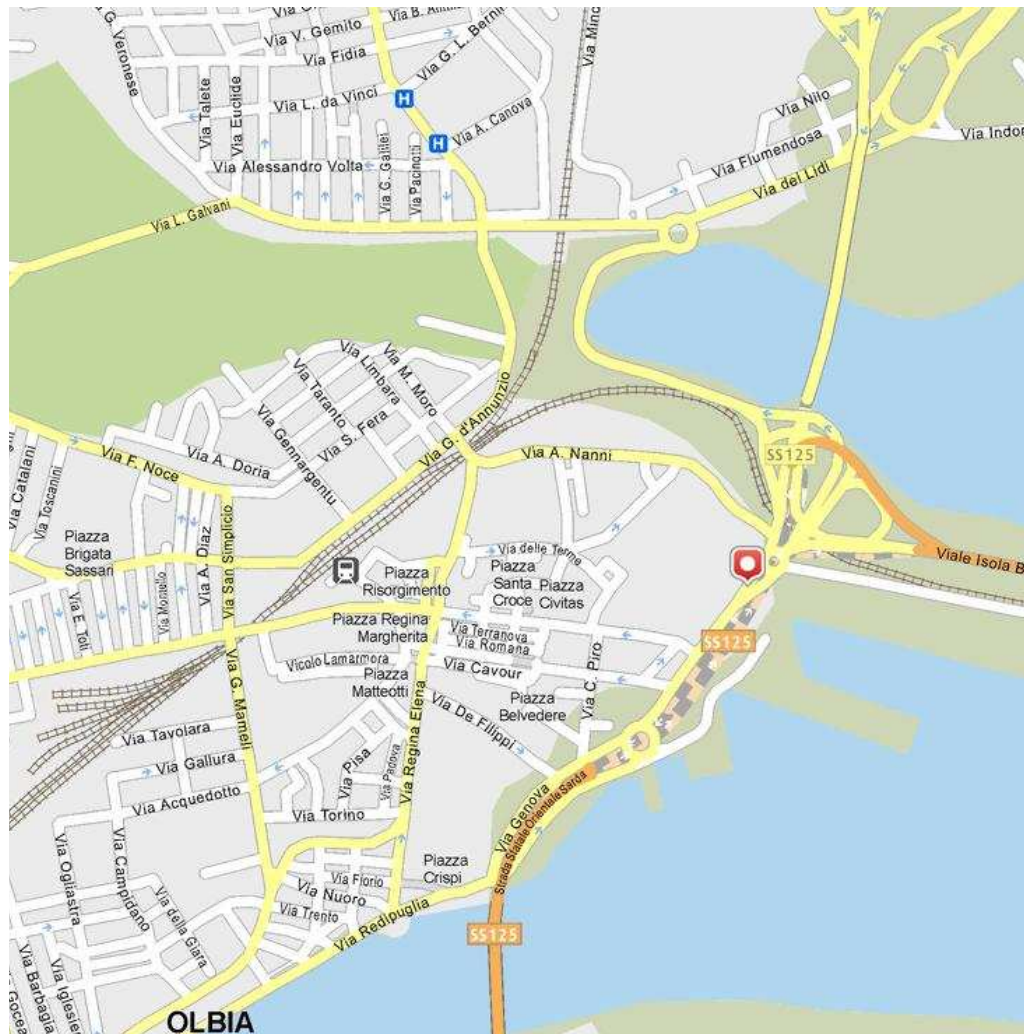 Via G. Veronese
Via V. Gemito
Via Fidia
Via G. L. Bernini
Via L. da Vinci
H
Via Talete
Via Euclide
Via A. Canova
H
Via Nilo
Via Flumendosa
Via Alessandro Volta
Via G. Galilei
Via Pacinotti
Via dei Lidi
Via L. Galvani
Via Limbara
Via M. Moro
Via Taranto
Via G. d'Annunzio
Via S. Fera
Via Gennargentu
Via A. Doria
Via F. Noce
Via A. Nanni
SS125
Via Catalani
Via Toscanini
Piazza
Brigata
Sassari
Via A. Diaz
Via San Simplicio
Via Montello
Via E. Toti
Via delle Terme
Piazza
Risorgimento
Piazza
Santa
Croce
Piazza
Civitas
Viale Isola B
Piazza Regina
Margherita
Via Terranova
Via Romana
SS125
Vicolo Lamarmora
Via Cavour
Via C. Piro
Piazza
Matteotti
Piazza
Belvedere
Via De Filippi
Via G. Mameli
Via Regina Elena
Via Tavolara
Via Gallura
Via Pisa
Via Padova
Via Acquedotto
Via Torino
Via Genova
Strada Statale Orientale Sarda
Piazza
Crispi
Via Ogliastra
Via Campidano
Via della Giara
Via Fiorio
Via Nuoro
Via Trento
Via Redipuglia
SS125
Via Barbagia
Via Iglesie
OLBIA